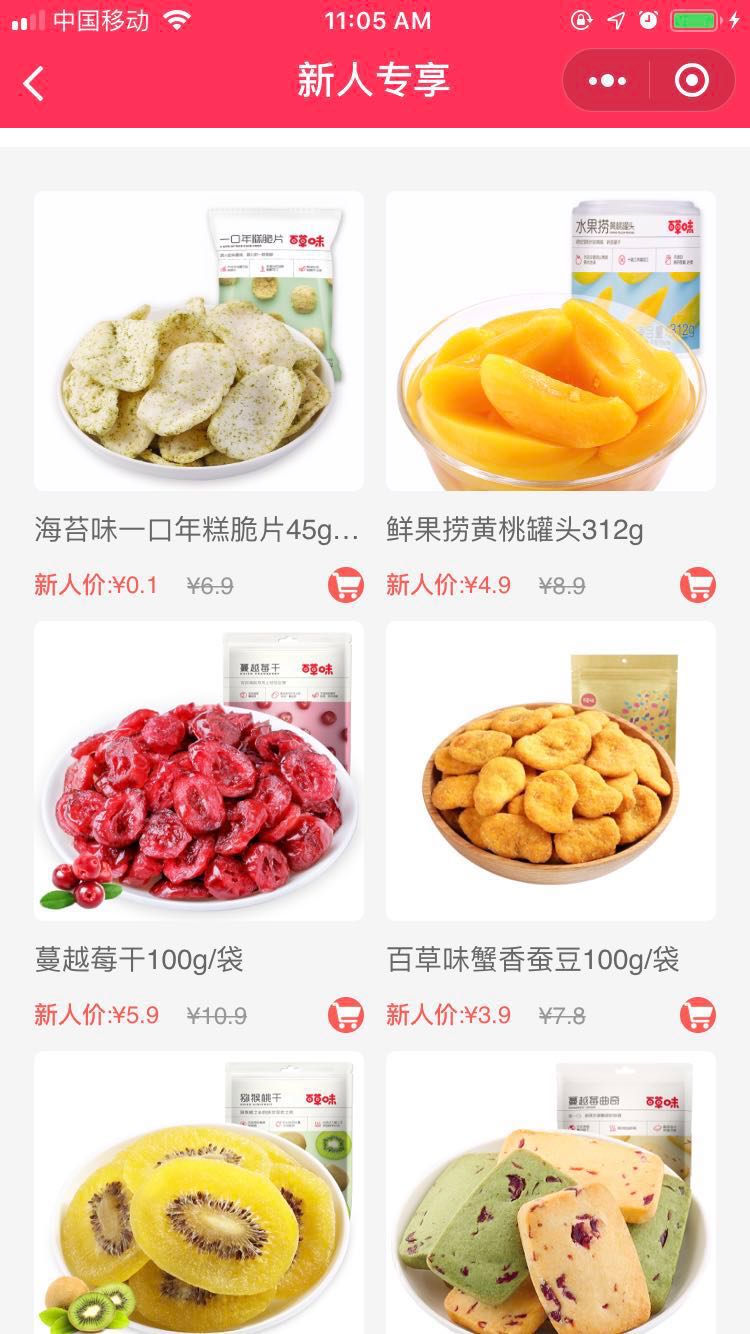 中国移动
11:05 AM
新人专享
一口年糕脆片 百草味
水果捞黄桃罐头 百草味
312g
海苔味一口年糕脆片45g...
鲜果捞黄桃罐头312g
新人价:¥0.1 ¥6.9
新人价:¥4.9 ¥8.9
蔓越莓干 百草味
蔓越莓干100g/袋
百草味蟹香蚕豆100g/袋
新人价:¥5.9 ¥10.9
新人价:¥3.9 ¥7.8
猕猴桃干 百草味
蔓越莓曲奇 百草味